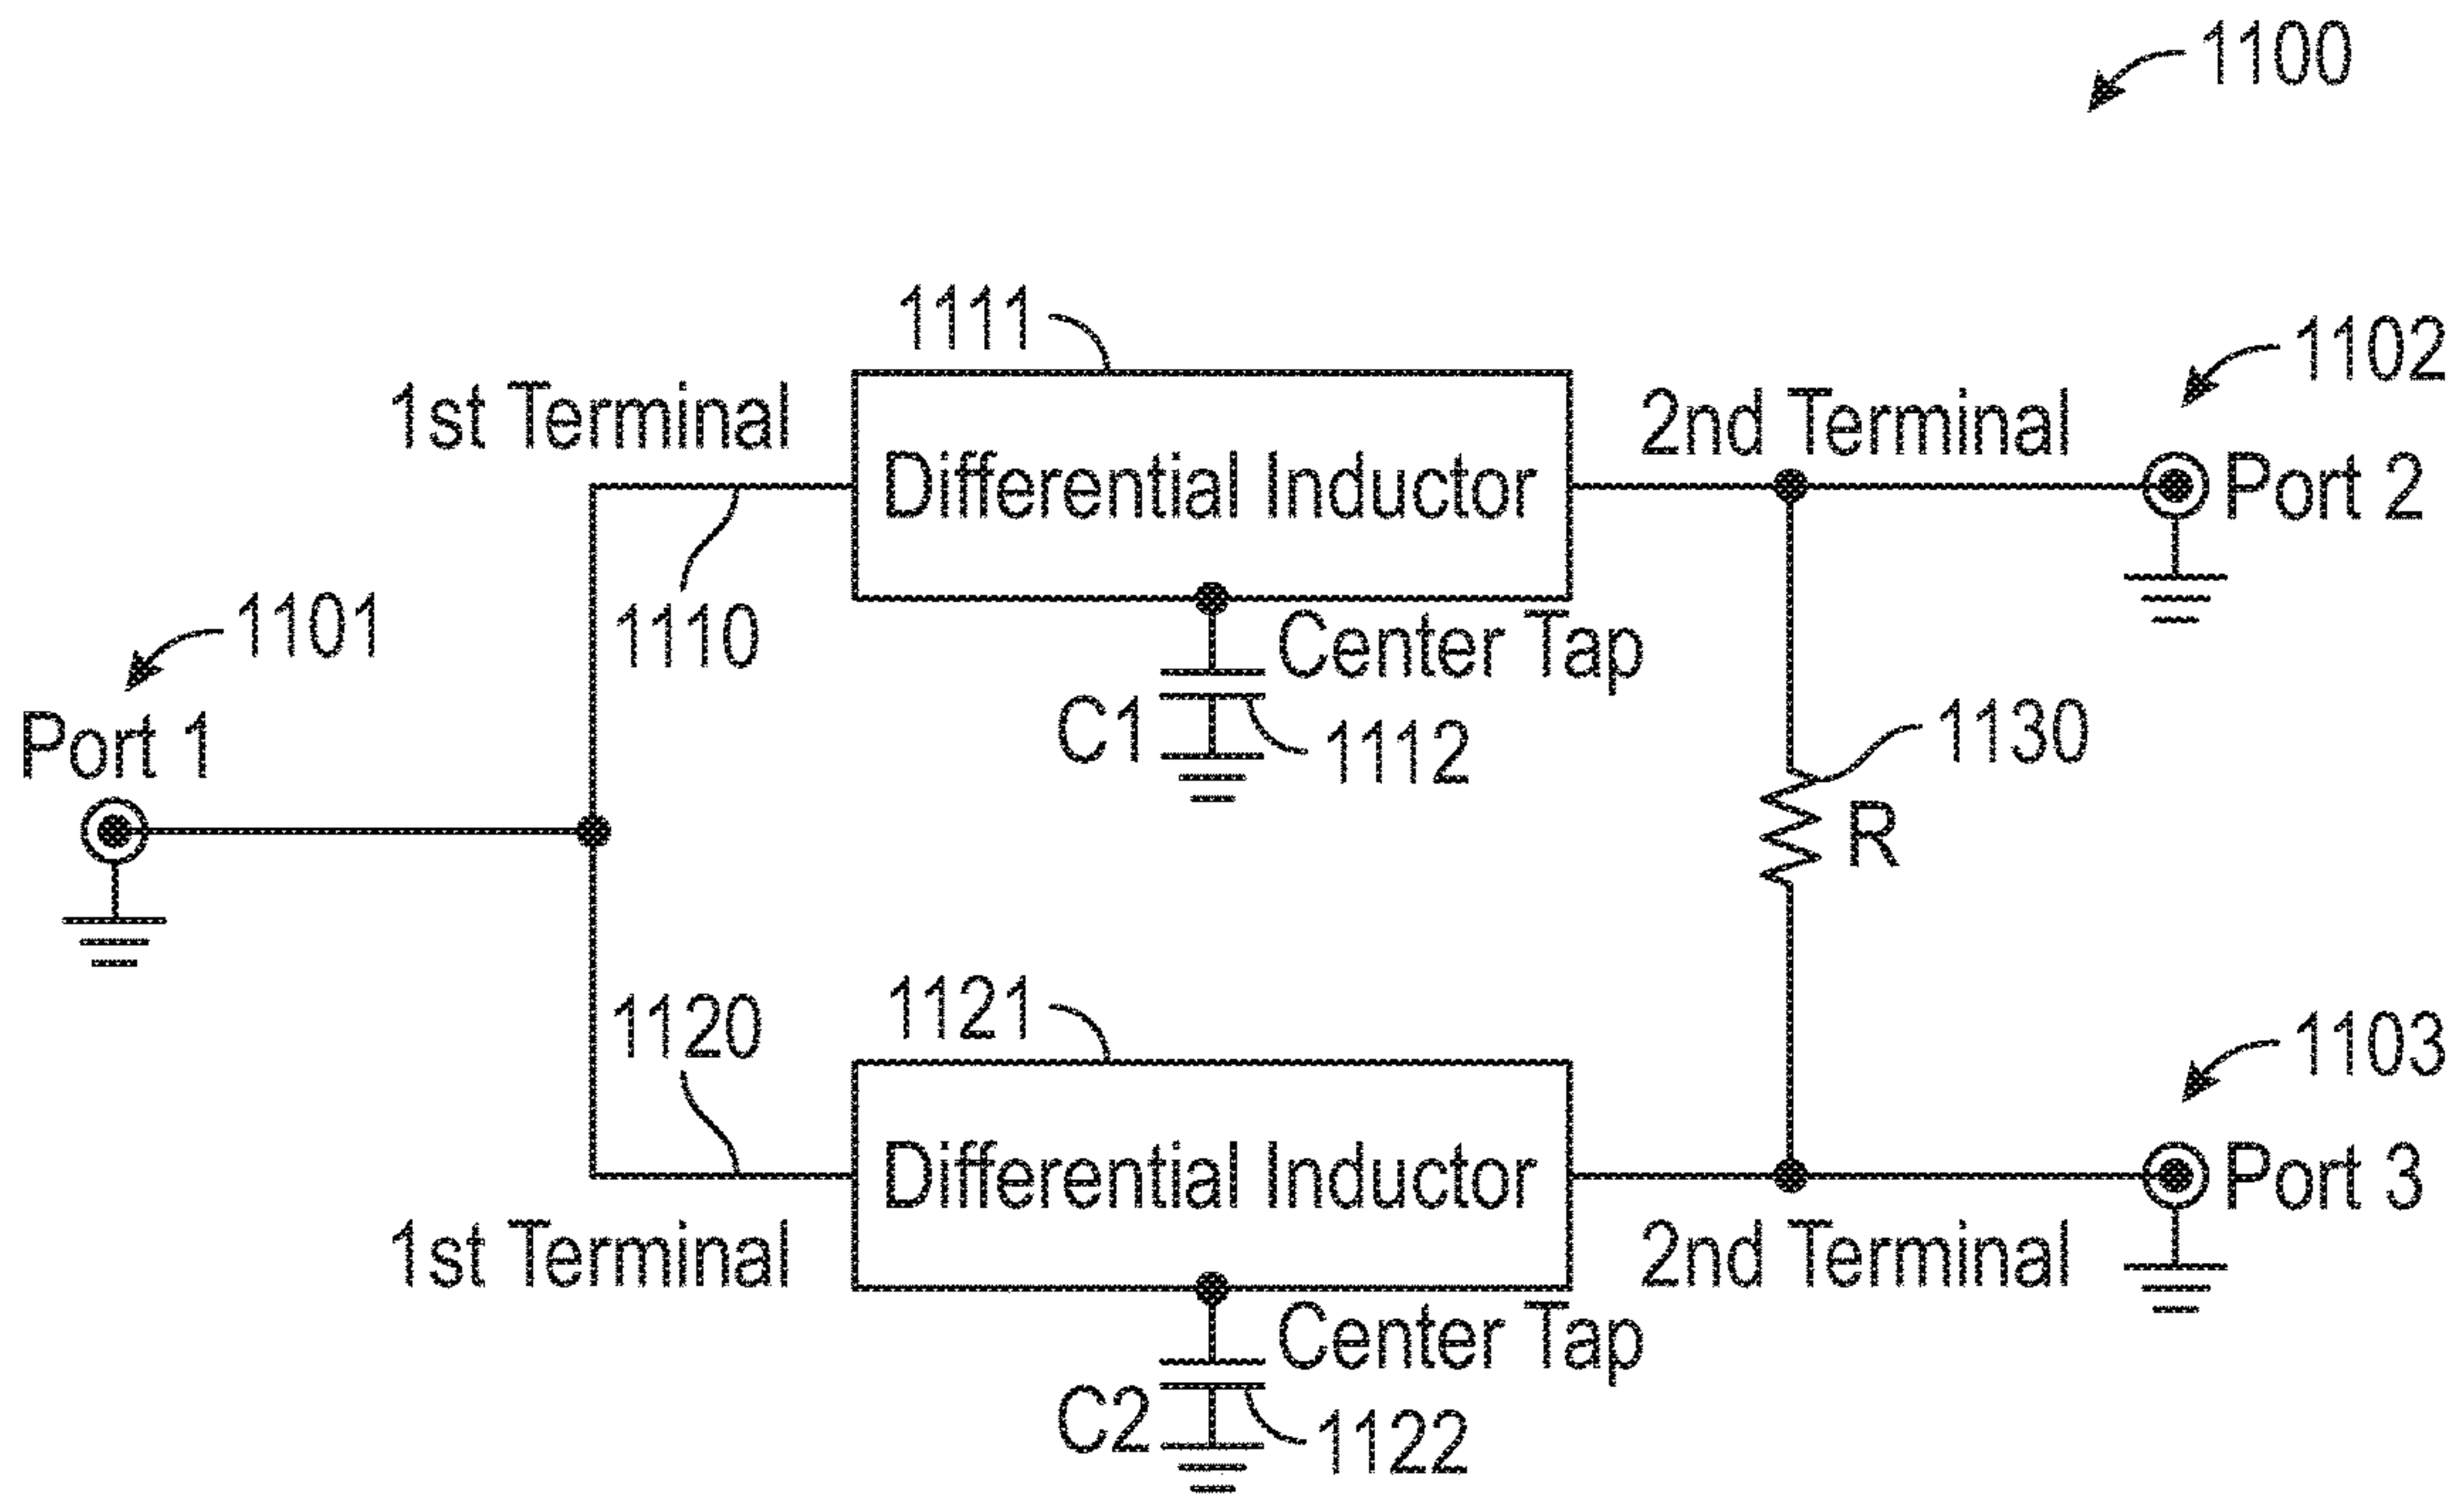 1100
1111
1102
1st Terminal
2nd Terminal
Differential Inductor
Port 2
1101
1110
Center Tap
Port 1
C1
1112
1130
R
1120
1121
1103
Differential Inductor
Port 3
1st Terminal
2nd Terminal
Center Tap
C2
1122